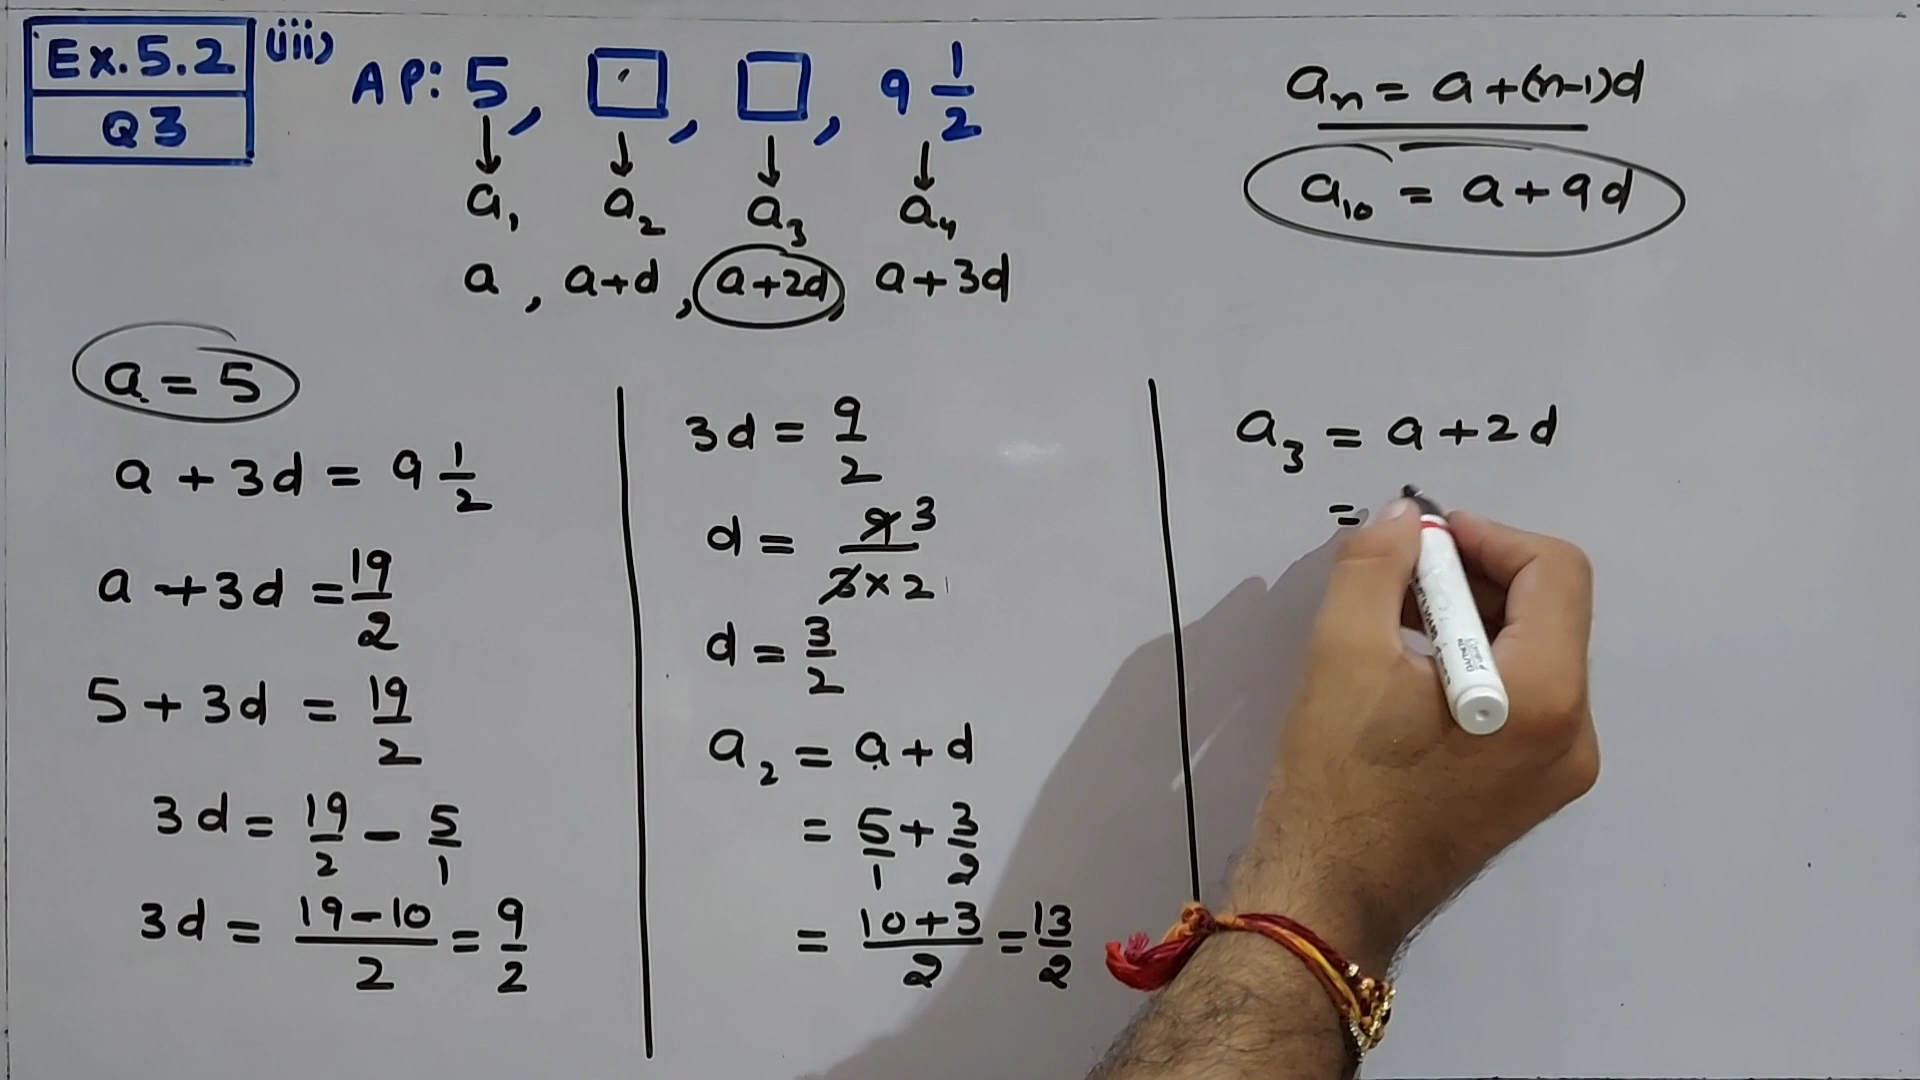 Ex.5.2 (iii)
Q3
AP: 5, □, □, 9 1/2
↓ ↓ ↓ ↓
a₁ a₂ a₃ a₄
a, a+d, a+2d, a+3d
aₙ = a+(n-1)d
a₁₀ = a+9d
a = 5
a + 3d = 9 1/2
a + 3d = 19/2
5 + 3d = 19/2
3d = 19/2 - 5/1
3d = (19-10)/2 = 9/2
3d = 9/2
d = 9 3/(3×2)
d = 3/2
a₂ = a+d
= 5/1 + 3/2
= (10+3)/2 = 13/2
a₃ = a+2d
=